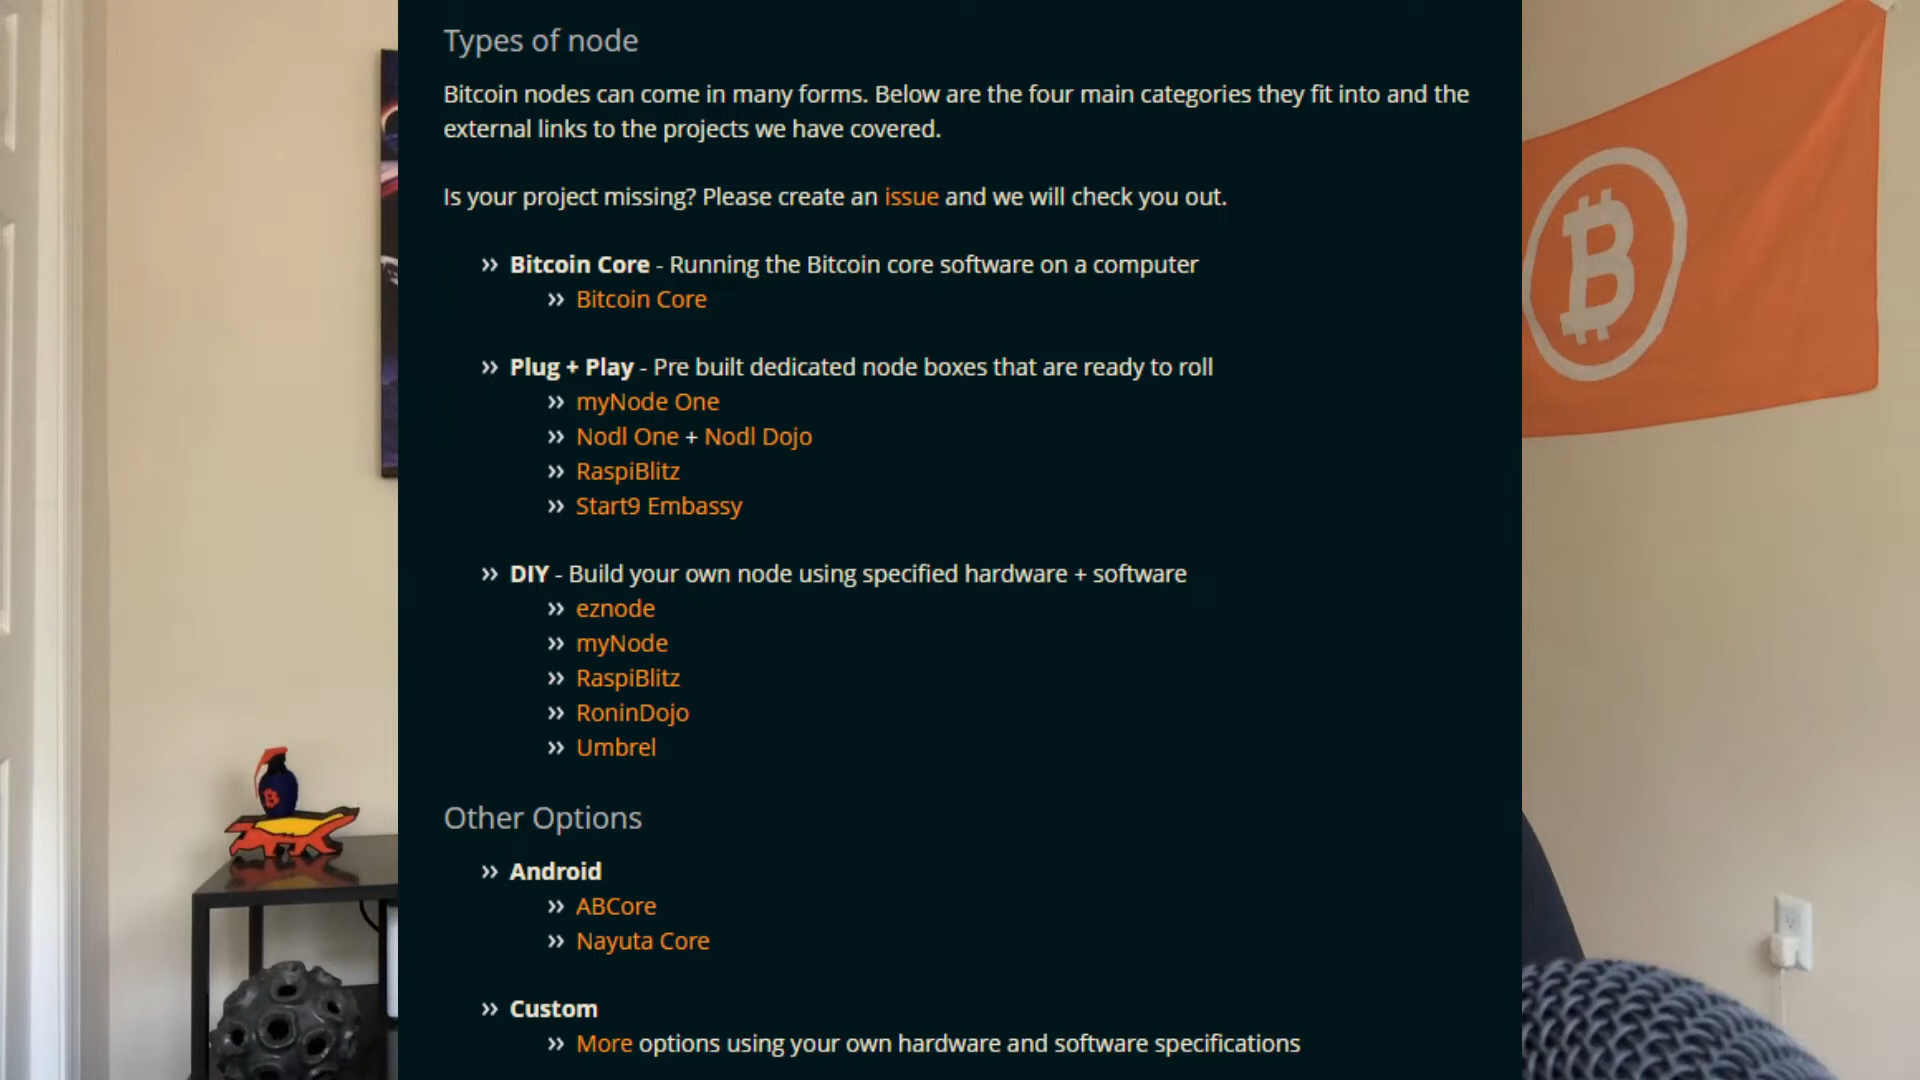 Types of node
Bitcoin nodes can come in many forms. Below are the four main categories they fit into and the
external links to the projects we have covered.
Is your project missing? Please create an issue and we will check you out.
» Bitcoin Core - Running the Bitcoin core software on a computer
» Bitcoin Core
» Plug + Play - Pre built dedicated node boxes that are ready to roll
» myNode One
» Nodl One + Nodl Dojo
» RaspiBlitz
» Start9 Embassy
» DIY - Build your own node using specified hardware + software
» eznode
» myNode
» RaspiBlitz
» RoninDojo
» Umbrel
Other Options
» Android
» ABCore
» Nayuta Core
» Custom
» More options using your own hardware and software specifications